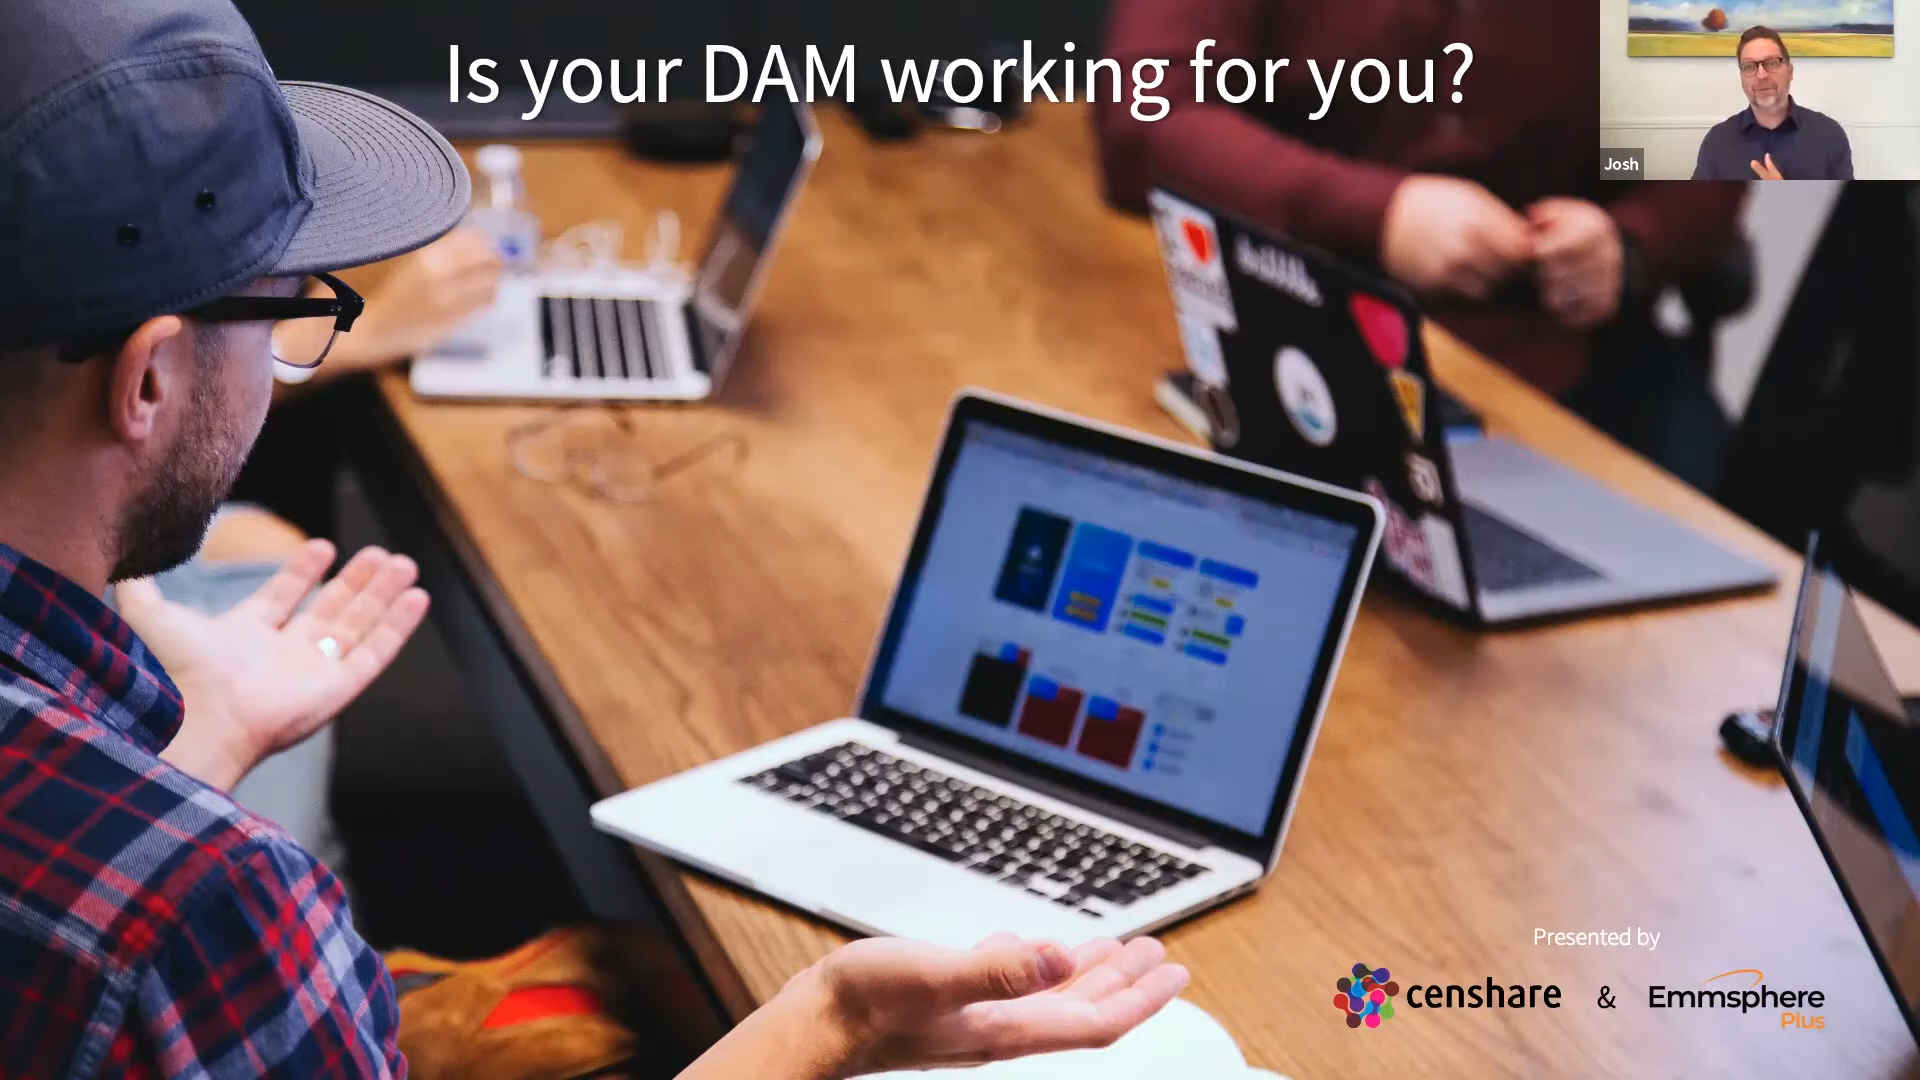 Is your DAM working for you?
Josh
Presented by
censhare & Emmsphere
Plus